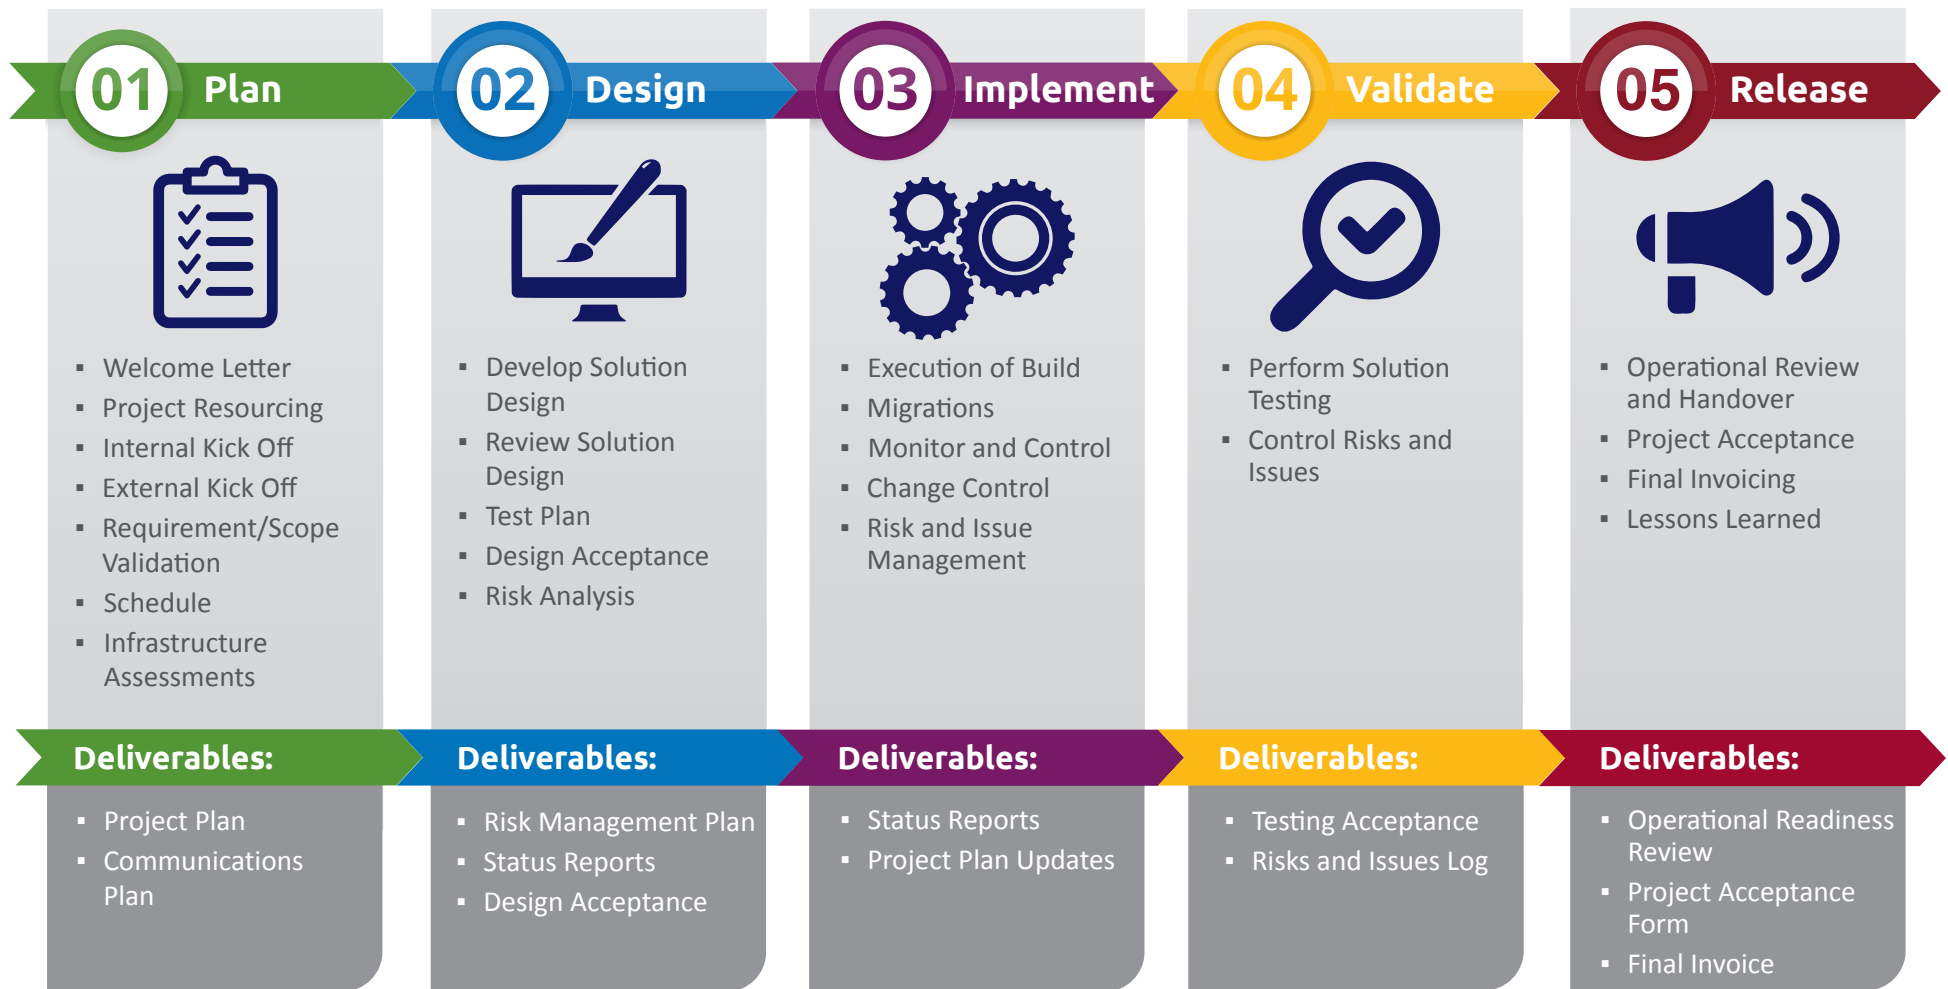 01 Plan
▪ Welcome Letter
▪ Project Resourcing
▪ Internal Kick Off
▪ External Kick Off
▪ Requirement/Scope
Validation
▪ Schedule
▪ Infrastructure
Assessments
Deliverables:
▪ Project Plan
▪ Communications
Plan
02 Design
▪ Develop Solution
Design
▪ Review Solution
Design
▪ Test Plan
▪ Design Acceptance
▪ Risk Analysis
Deliverables:
▪ Risk Management Plan
▪ Status Reports
▪ Design Acceptance
03 Implement
▪ Execution of Build
▪ Migrations
▪ Monitor and Control
▪ Change Control
▪ Risk and Issue
Management
Deliverables:
▪ Status Reports
▪ Project Plan Updates
04 Validate
▪ Perform Solution
Testing
▪ Control Risks and
Issues
Deliverables:
▪ Testing Acceptance
▪ Risks and Issues Log
05 Release
▪ Operational Review
and Handover
▪ Project Acceptance
▪ Final Invoicing
▪ Lessons Learned
Deliverables:
▪ Operational Readiness
Review
▪ Project Acceptance
Form
▪ Final Invoice